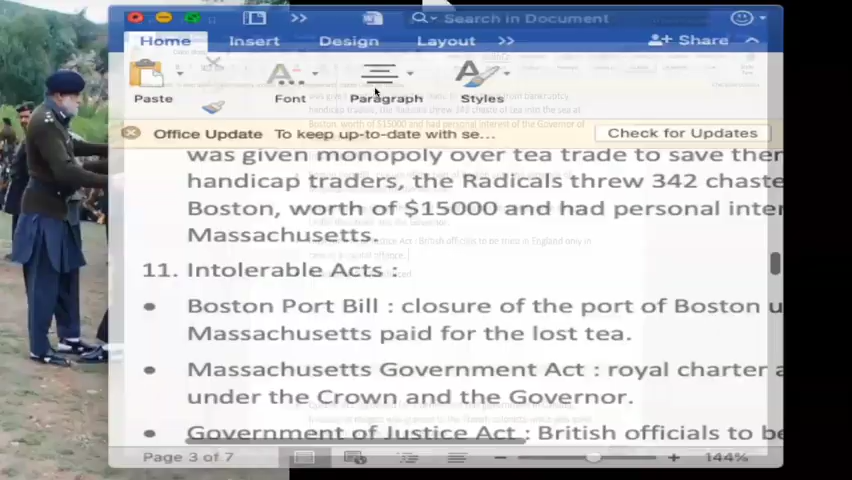 Search in Document
Home Insert Design Layout Share
Paste Font Paragraph Styles
Office Update To keep up-to-date with se... Check for Updates
was given monopoly over tea trade to save ther
handicap traders, the Radicals threw 342 chaste
Boston, worth of $15000 and had personal inter
Massachusetts.
11. Intolerable Acts :
• Boston Port Bill : closure of the port of Boston u
Massachusetts paid for the lost tea.
• Massachusetts Government Act : royal charter a
under the Crown and the Governor.
• Government of Justice Act : British officials to be
Page 3 of 7 144%